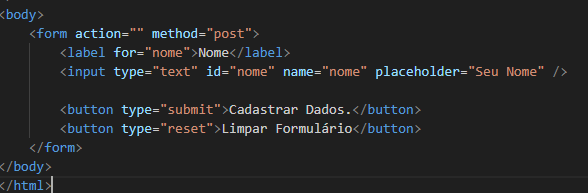 <body>
<form action="" method="post">
<label for="nome">Nome</label>
<input type="text" id="nome" name="nome" placeholder="Seu Nome" />
<button type="submit">Cadastrar Dados.</button>
<button type="reset">Limpar Formulário</button>
</form>
</body>
</html>